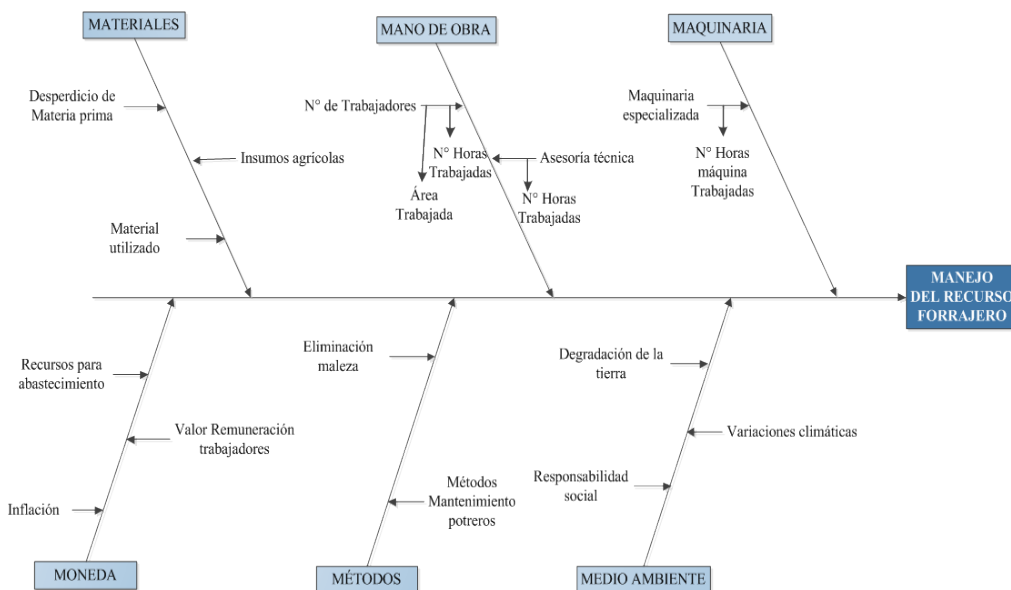 MATERIALES
MANO DE OBRA
MAQUINARIA
Desperdicio de
Materia prima
Insumos agrícolas
Material
utilizado
N° de Trabajadores
N° Horas
Trabajadas
Área
Trabajada
Asesoría técnica
N° Horas
Trabajadas
Maquinaria
especializada
N° Horas
máquina
Trabajadas
MANEJO
DEL RECURSO
FORRAJERO
Recursos para
abastecimiento
Valor Remuneración
trabajadores
Inflación
Eliminación
maleza
Métodos
Mantenimiento
potreros
Degradación de la
tierra
Variaciones climáticas
Responsabilidad
social
MONEDA
MÉTODOS
MEDIO AMBIENTE